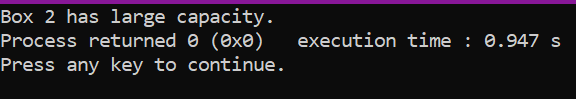 Box 2 has large capacity.
Process returned 0 (0x0)   execution time : 0.947 s
Press any key to continue.